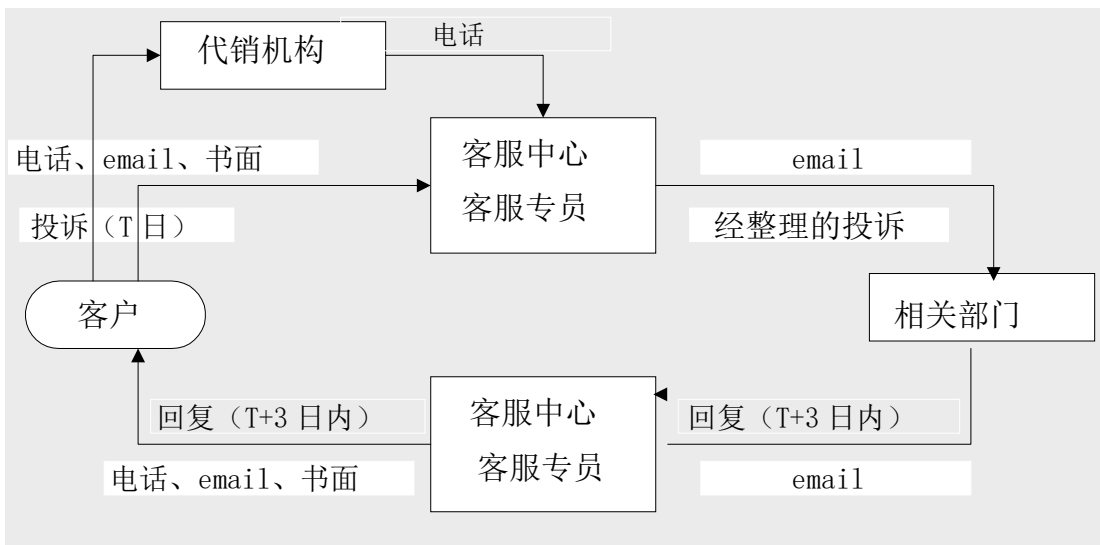 代销机构
电话
客服中心
客服专员
电话、email、书面
email
投诉（T日）
经整理的投诉
客户
相关部门
客服中心
客服专员
回复（T+3 日内）
回复（T+3 日内）
电话、email、书面
email